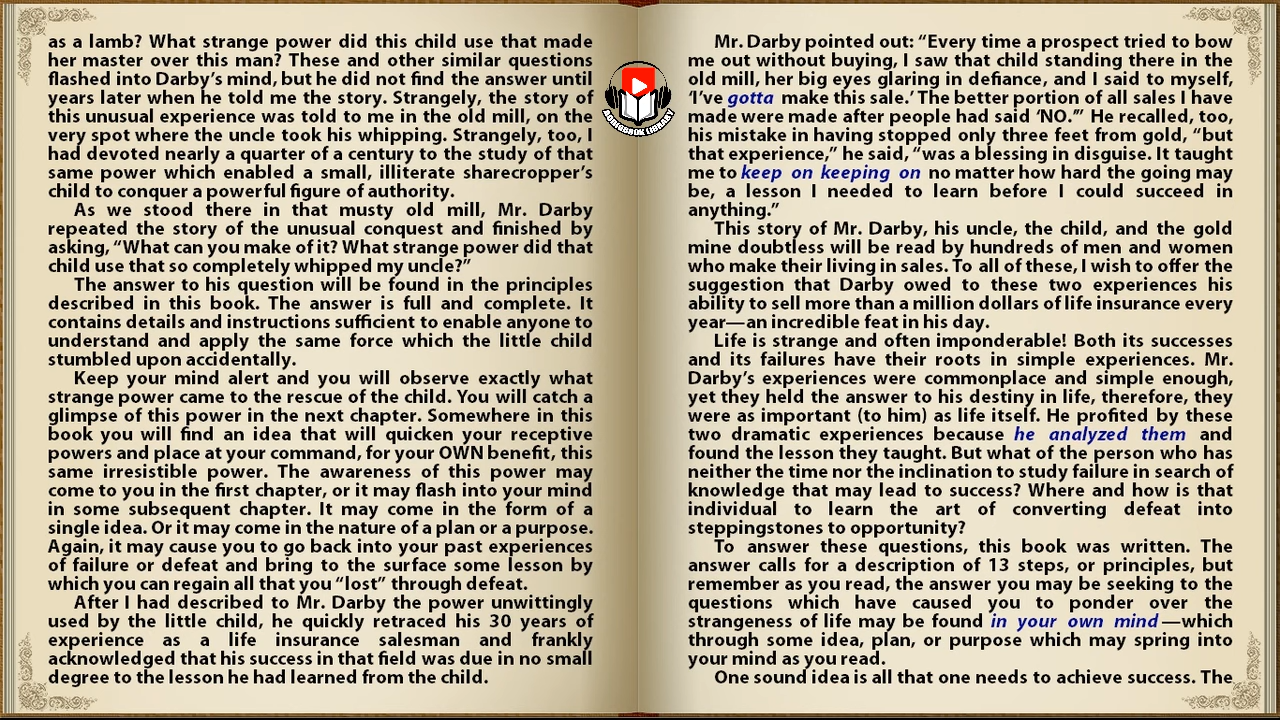 as a lamb? What strange power did this child use that made
her master over this man? These and other similar questions
flashed into Darby's mind, but he did not find the answer until
years later when he told me the story. Strangely, the story of
this unusual experience was told to me in the old mill, on the
very spot where the uncle took his whipping. Strangely, too, I
had devoted nearly a quarter of a century to the study of that
same power which enabled a small, illiterate sharecropper's
child to conquer a powerful figure of authority.
As we stood there in that musty old mill, Mr. Darby
repeated the story of the unusual conquest and finished by
asking, “What can you make of it? What strange power did that
child use that so completely whipped my uncle?”
The answer to his question will be found in the principles
described in this book. The answer is full and complete. It
contains details and instructions sufficient to enable anyone to
understand and apply the same force which the little child
stumbled upon accidentally.
Keep your mind alert and you will observe exactly what
strange power came to the rescue of the child. You will catch a
glimpse of this power in the next chapter. Somewhere in this
book you will find an idea that will quicken your receptive
powers and place at your command, for your OWN benefit, this
same irresistible power. The awareness of this power may
come to you in the first chapter, or it may flash into your mind
in some subsequent chapter. It may come in the form of a
single idea. Or it may come in the nature of a plan or a purpose.
Again, it may cause you to go back into your past experiences
of failure or defeat and bring to the surface some lesson by
which you can regain all that you “lost” through defeat.
After I had described to Mr. Darby the power unwittingly
used by the little child, he quickly retraced his 30 years of
experience as a life insurance salesman and frankly
acknowledged that his success in that field was due in no small
degree to the lesson he had learned from the child.
AUDIOBOOK LIBRARY
Mr. Darby pointed out: “Every time a prospect tried to bow
me out without buying, I saw that child standing there in the
old mill, her big eyes glaring in defiance, and I said to myself,
‘I've gotta make this sale.’ The better portion of all sales I have
made were made after people had said ‘NO.’” He recalled, too,
his mistake in having stopped only three feet from gold, “but
that experience,” he said, “was a blessing in disguise. It taught
me to keep on keeping on no matter how hard the going may
be, a lesson I needed to learn before I could succeed in
anything.”
This story of Mr. Darby, his uncle, the child, and the gold
mine doubtless will be read by hundreds of men and women
who make their living in sales. To all of these, I wish to offer the
suggestion that Darby owed to these two experiences his
ability to sell more than a million dollars of life insurance every
year—an incredible feat in his day.
Life is strange and often imponderable! Both its successes
and its failures have their roots in simple experiences. Mr.
Darby's experiences were commonplace and simple enough,
yet they held the answer to his destiny in life, therefore, they
were as important (to him) as life itself. He profited by these
two dramatic experiences because he analyzed them and
found the lesson they taught. But what of the person who has
neither the time nor the inclination to study failure in search of
knowledge that may lead to success? Where and how is that
individual to learn the art of converting defeat into
steppingstones to opportunity?
To answer these questions, this book was written. The
answer calls for a description of 13 steps, or principles, but
remember as you read, the answer you may be seeking to the
questions which have caused you to ponder over the
strangeness of life may be found in your own mind—which
through some idea, plan, or purpose which may spring into
your mind as you read.
One sound idea is all that one needs to achieve success. The